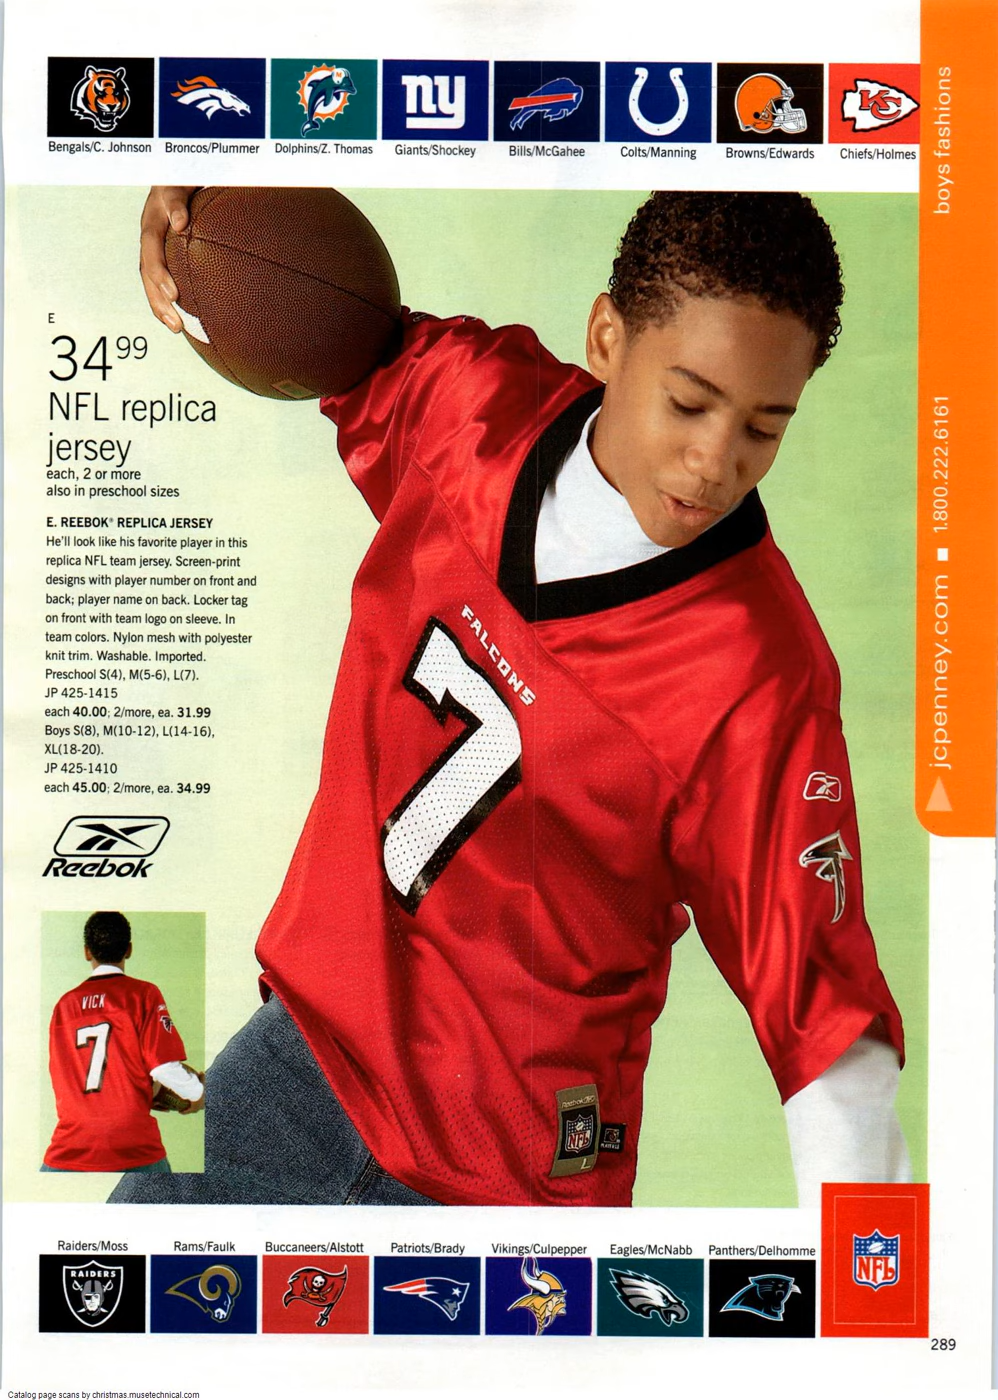 Bengals/C. Johnson
Broncos/Plummer
Dolphins/Z. Thomas
ny
Giants/Shockey
Bills/McGahee
Colts/Manning
Browns/Edwards
KC
Chiefs/Holmes
boys fashions
jcpenney.com ■ 1.800.222.6161
E
34⁹⁹
NFL replica
jersey
each, 2 or more
also in preschool sizes
E. REEBOK® REPLICA JERSEY
He'll look like his favorite player in this
replica NFL team jersey. Screen-print
designs with player number on front and
back; player name on back. Locker tag
on front with team logo on sleeve. In
team colors. Nylon mesh with polyester
knit trim. Washable. Imported.
Preschool S(4), M(5-6), L(7).
JP 425-1415
each 40.00; 2/more, ea. 31.99
Boys S(8), M(10-12), L(14-16),
XL(18-20).
JP 425-1410
each 45.00; 2/more, ea. 34.99
Reebok
FALCONS
7
VICK
7
NFL
L
Raiders/Moss
RAIDERS
Rams/Faulk
Buccaneers/Alstott
Patriots/Brady
Vikings/Culpepper
Eagles/McNabb
Panthers/Delhomme
NFL
289
Catalog page scans by christmas.musetechnical.com